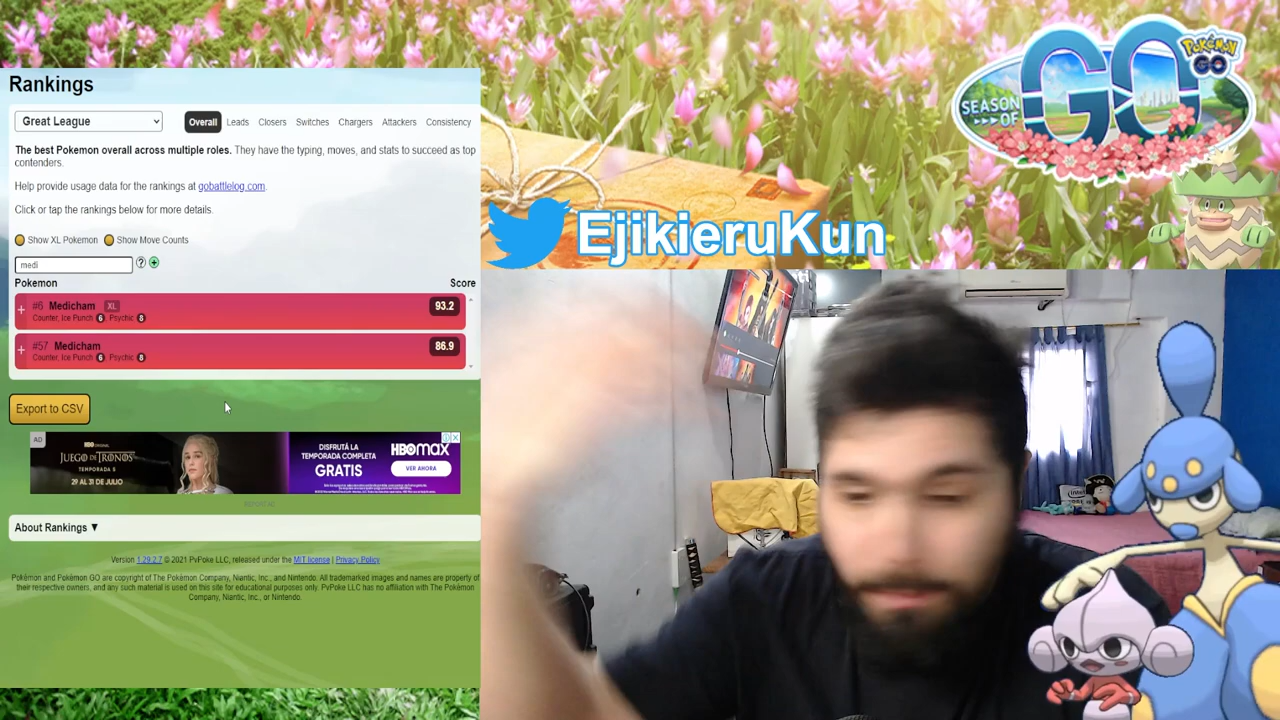 Rankings
Great League
Overall Leads Closers Switches Chargers Attackers Consistency
The best Pokemon overall across multiple roles. They have the typing, moves, and stats to succeed as top
contenders.
Help provide usage data for the rankings at gobattlelog.com.
Click or tap the rankings below for more details.
Show XL Pokemon Show Move Counts
medi ? +
Pokemon Score
+ #6 Medicham XL 93.2
Counter, Ice Punch 6 Psychic 8
+ #57 Medicham 86.9
Counter, Ice Punch 6 Psychic 8
Export to CSV
AD
HBO ORIGINAL
JUEGO DE TRONOS
TEMPORADA 5
29 AL 31 DE JULIO
DISFRUTÁ LA
TEMPORADA COMPLETA
GRATIS
HBOMAX
VER AHORA
REPORT AD
About Rankings ▼
Version 1.29.2.7 © 2021 PvPoke LLC, released under the MIT license | Privacy Policy
Pokémon and Pokémon GO are copyright of The Pokémon Company, Niantic, Inc., and Nintendo. All trademarked images and names are property of
their respective owners, and any such material is used on this site for educational purposes only. PvPoke LLC has no affiliation with The Pokémon
Company, Niantic, Inc., or Nintendo.
SEASON
OF
GO
POKÉMON
GO
EjikieruKun
intel